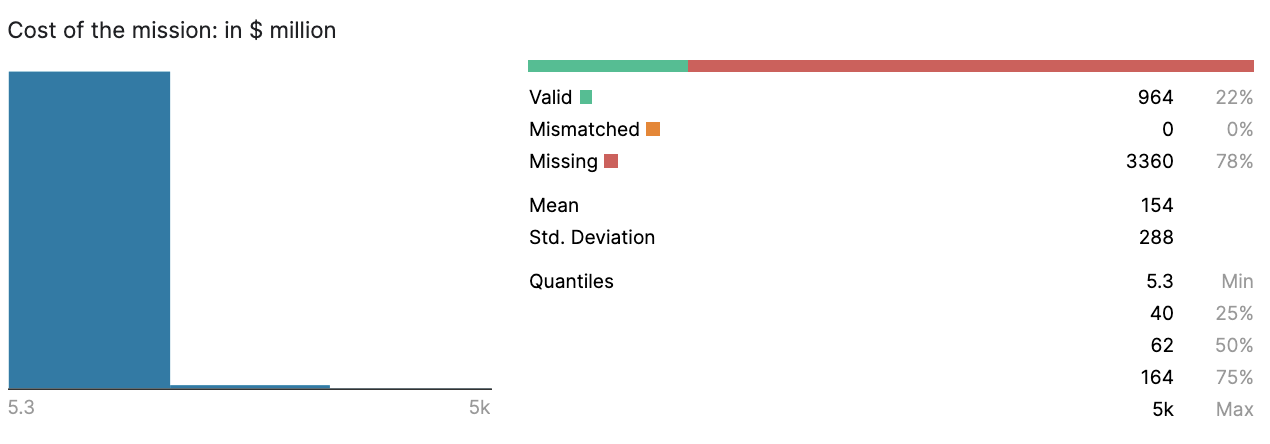 Cost of the mission: in $ million
Valid 964 22%
Mismatched 0 0%
Missing 3360 78%
Mean 154
Std. Deviation 288
Quantiles 5.3 Min
40 25%
62 50%
164 75%
5k Max
5.3 5k